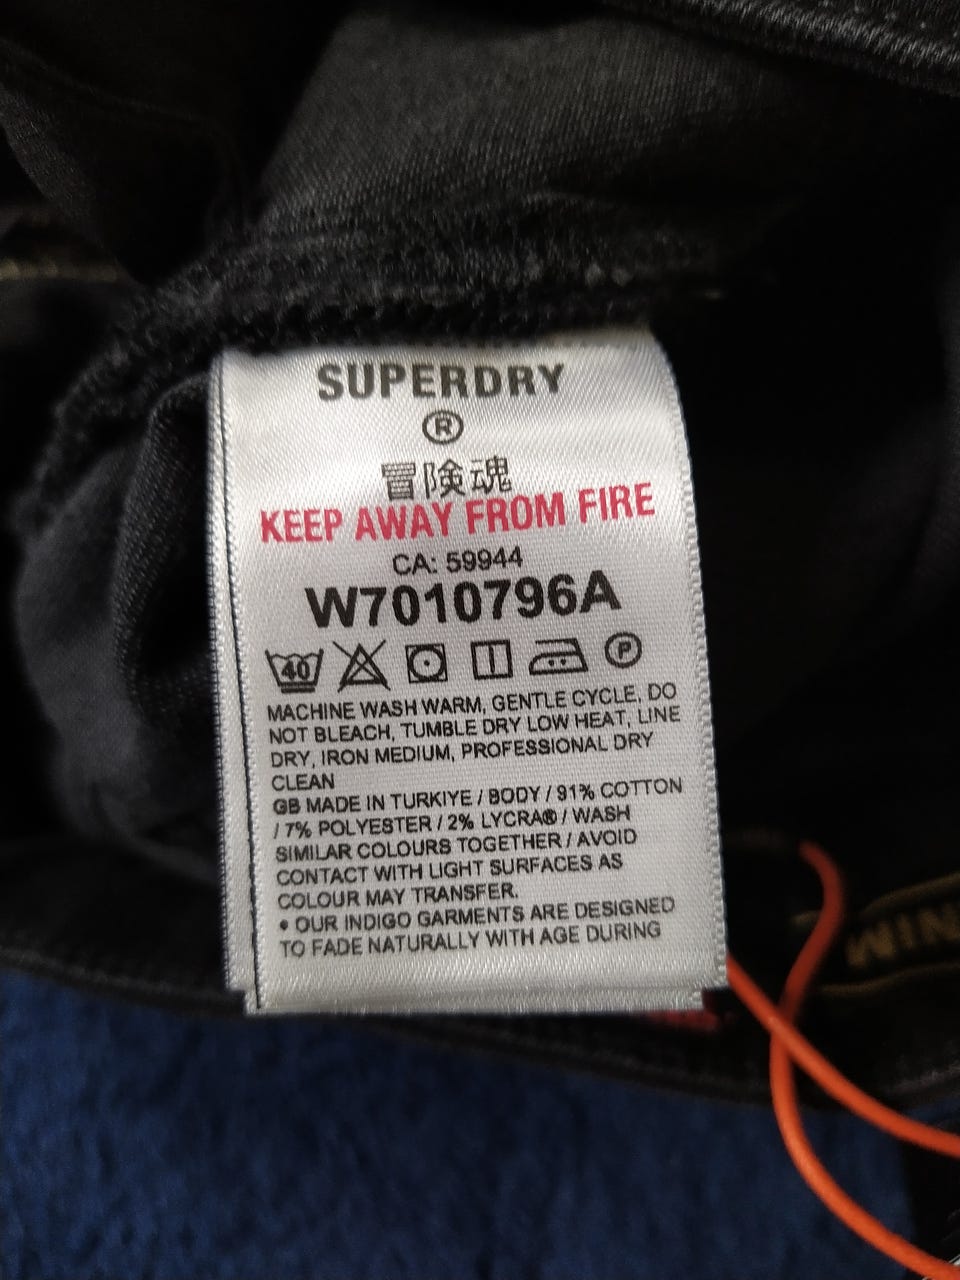 SUPERDRY
®
冒険魂
KEEP AWAY FROM FIRE
CA: 59944
W7010796A
40 P
MACHINE WASH WARM, GENTLE CYCLE, DO
NOT BLEACH, TUMBLE DRY LOW HEAT, LINE
DRY, IRON MEDIUM, PROFESSIONAL DRY
CLEAN
GB MADE IN TURKIYE / BODY / 91% COTTON
/ 7% POLYESTER / 2% LYCRA® / WASH
SIMILAR COLOURS TOGETHER / AVOID
CONTACT WITH LIGHT SURFACES AS
COLOUR MAY TRANSFER.
• OUR INDIGO GARMENTS ARE DESIGNED
TO FADE NATURALLY WITH AGE DURING